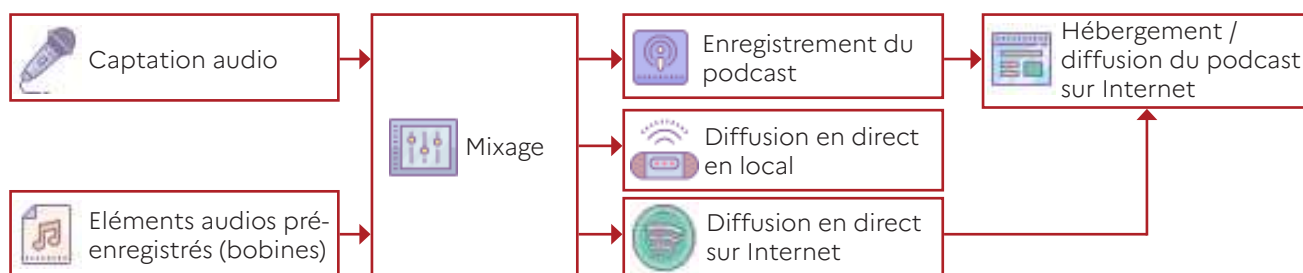 Captation audio
Eléments audios pré-
enregistrés (bobines)
Mixage
Enregistrement du
podcast
Diffusion en direct
en local
Diffusion en direct
sur Internet
Hébergement /
diffusion du podcast
sur Internet